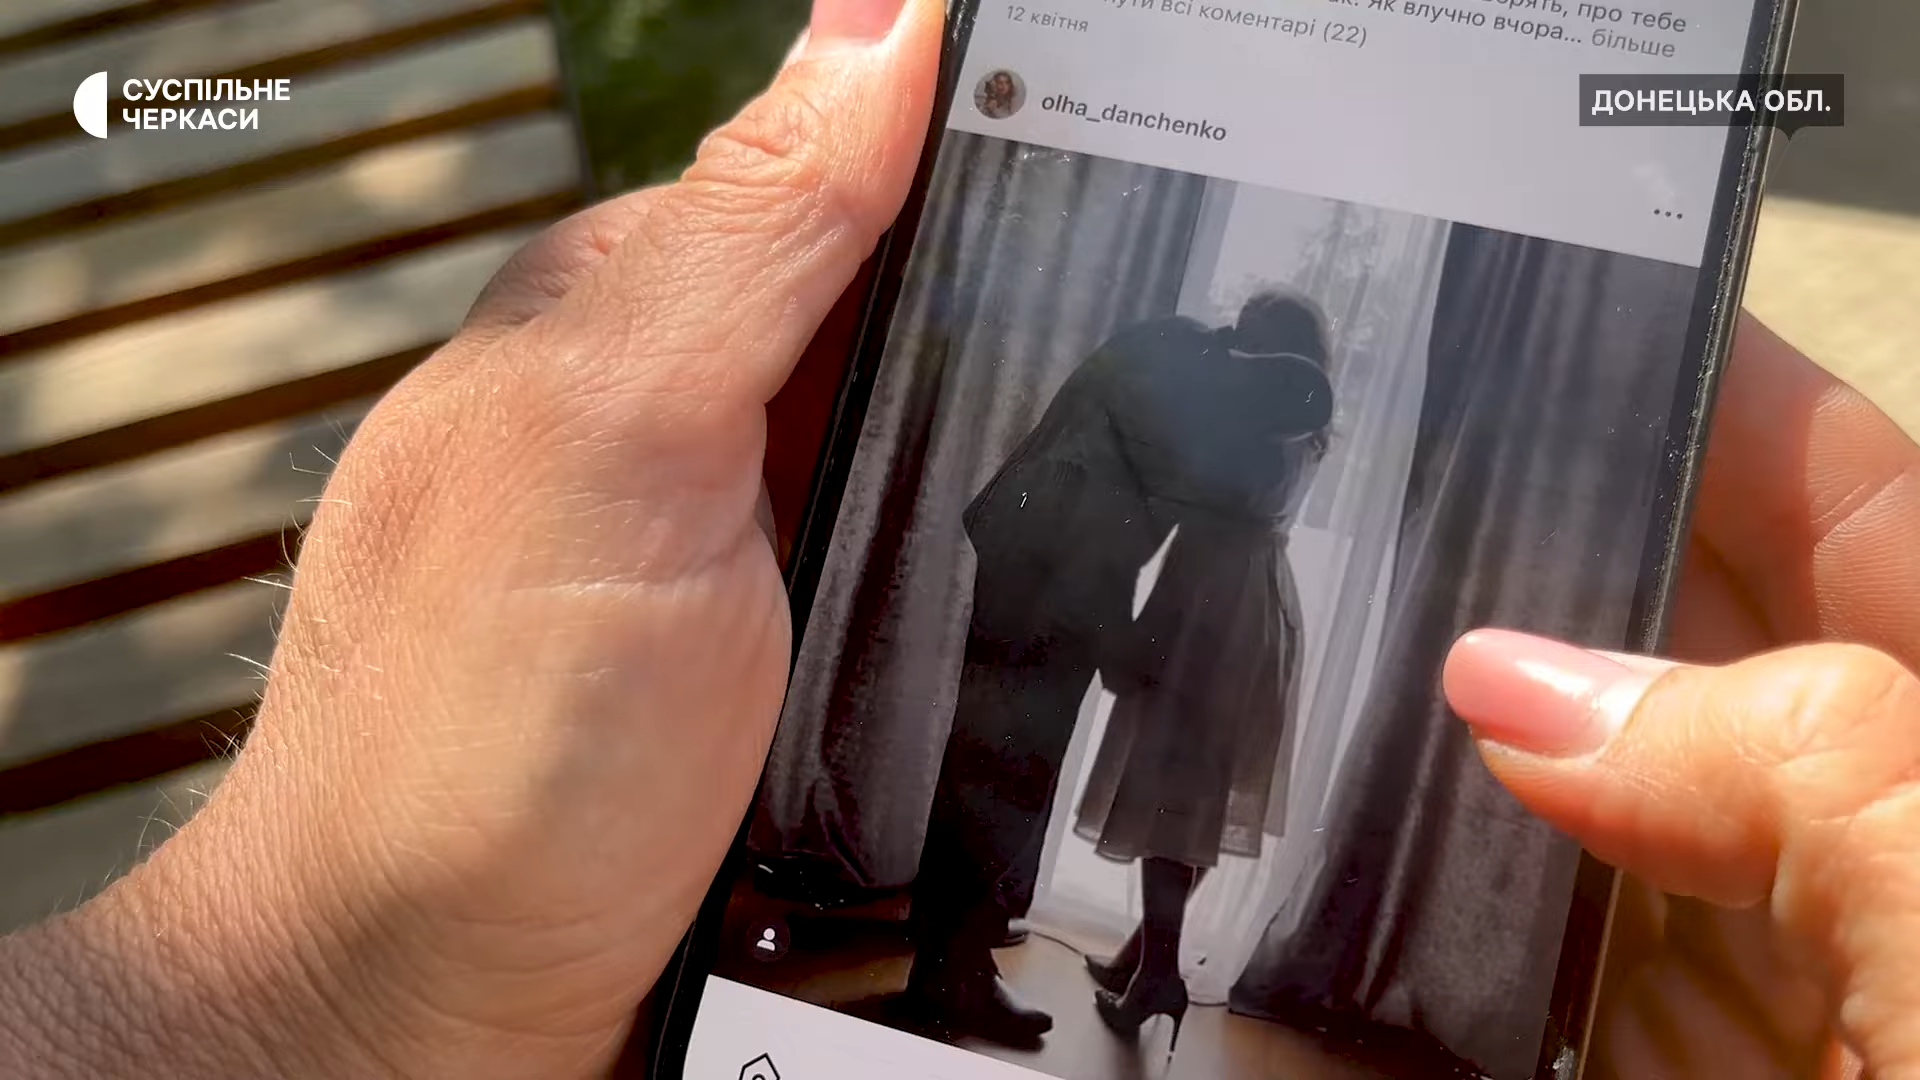 СУСПІЛЬНЕ
ЧЕРКАСИ
ДОНЕЦЬКА ОБЛ.
про тебе
всі коментарі (22)
Як влучно вчора... більше
12 квітня
olha_danchenko